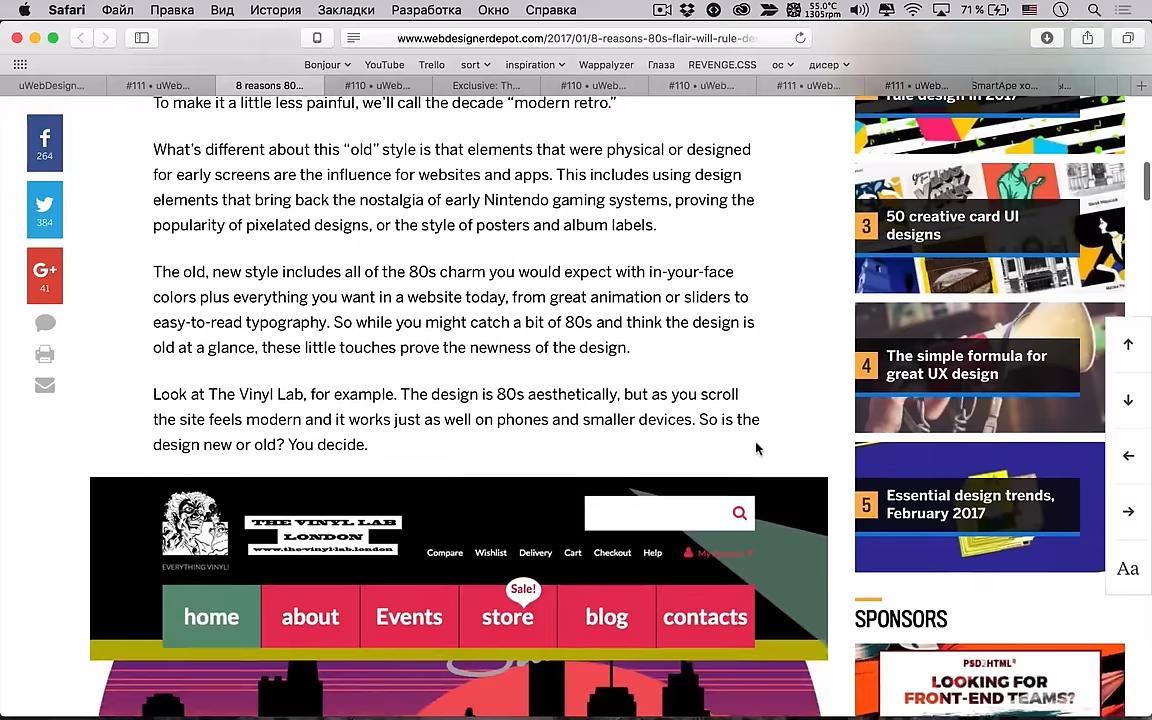 Safari Файл Правка Вид История Закладки Разработка Окно Справка 55.0°C 1305rpm 71 %
www.webdesignerdepot.com/2017/01/8-reasons-80s-flair-will-rule-de
Bonjour YouTube Trello sort inspiration Wappalyzer Глаза REVENGE.CSS ос дисер
uWebDesign... #111 • uWeb... 8 reasons 80... #110 • uWeb... Exclusive: Th... #110 • uWeb... #110 • uWeb... #111 • uWeb... #111 • uWeb... SmartApe хо...
To make it a little less painful, we'll call the decade “modern retro.”
What's different about this “old” style is that elements that were physical or designed
for early screens are the influence for websites and apps. This includes using design
elements that bring back the nostalgia of early Nintendo gaming systems, proving the
popularity of pixelated designs, or the style of posters and album labels.
The old, new style includes all of the 80s charm you would expect with in-your-face
colors plus everything you want in a website today, from great animation or sliders to
easy-to-read typography. So while you might catch a bit of 80s and think the design is
old at a glance, these little touches prove the newness of the design.
Look at The Vinyl Lab, for example. The design is 80s aesthetically, but as you scroll
the site feels modern and it works just as well on phones and smaller devices. So is the
design new or old? You decide.
264
384
G+
41
THE VINYL LAB
LONDON
www.the-vinyl-lab.london
EVERYTHING VINYL!
Compare Wishlist Delivery Cart Checkout Help
Sale!
home about Events store blog contacts
rule design in 2017
3
50 creative card UI
designs
4
The simple formula for
great UX design
5
Essential design trends,
February 2017
Aa
SPONSORS
PSD2HTML
LOOKING FOR
FRONT-END TEAMS?